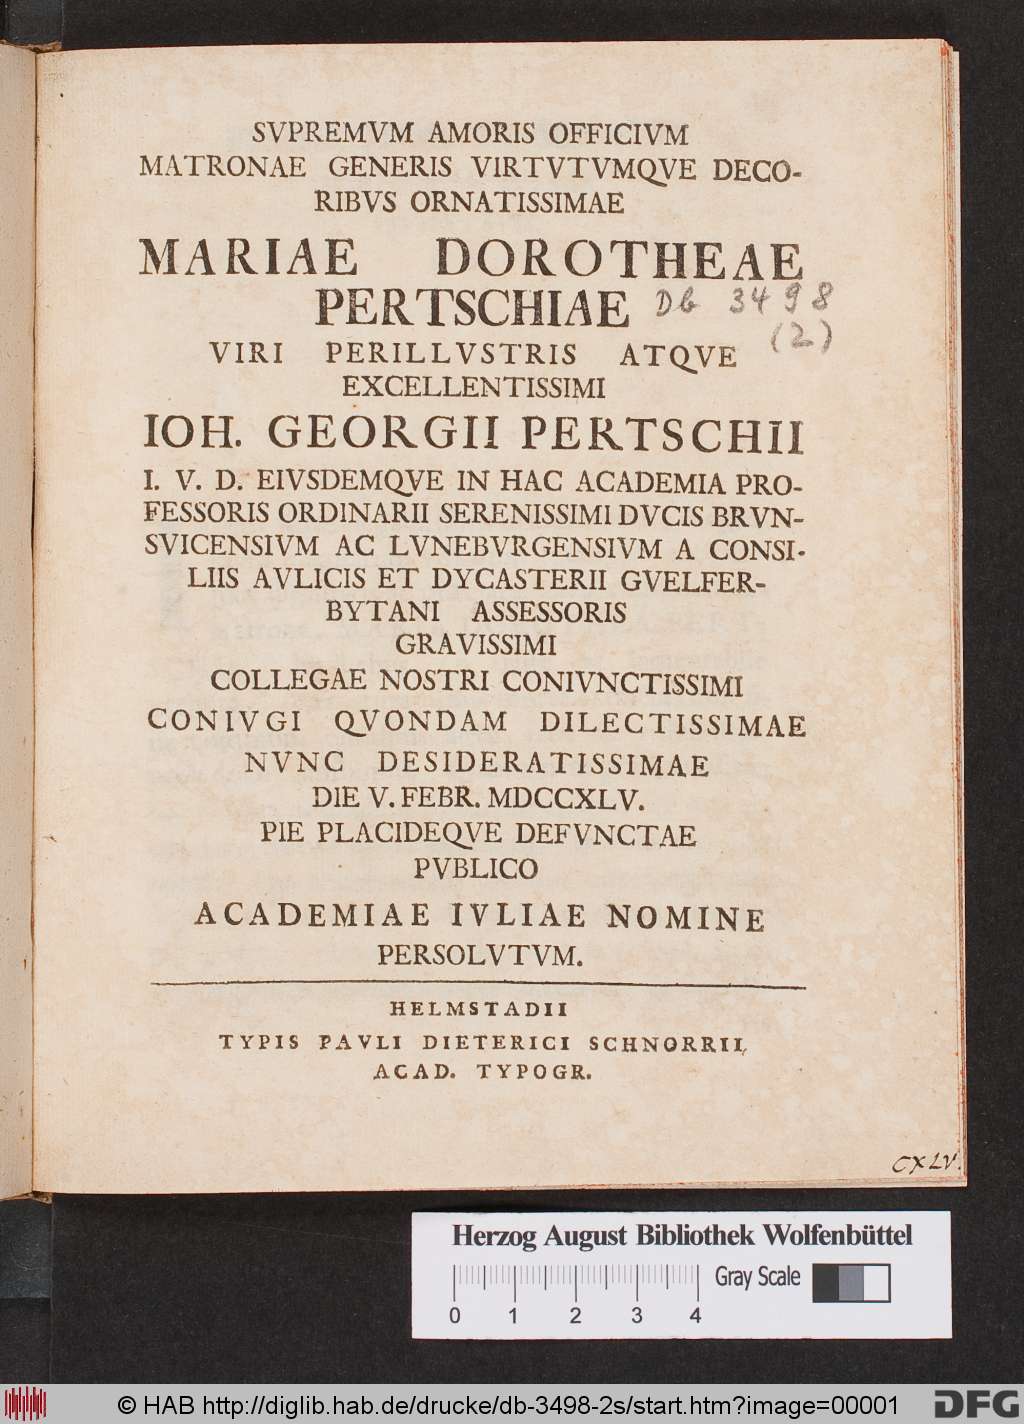 SVPREMVM AMORIS OFFICIVM
MATRONAE GENERIS VIRTVTVMQVE DECO-
RIBVS ORNATISSIMAE
MARIAE DOROTHEAE
PERTSCHIAE
Db 3498
(2)
VIRI PERILLVSTRIS ATQVE
EXCELLENTISSIMI
IOH. GEORGII PERTSCHII
I. V. D. EIVSDEMQVE IN HAC ACADEMIA PRO-
FESSORIS ORDINARII SERENISSIMI DVCIS BRVN-
SVICENSIVM AC LVNEBVRGENSIVM A CONSI-
LIIS AVLICIS ET DYCASTERII GVELFER-
BYTANI ASSESSORIS
GRAVISSIMI
COLLEGAE NOSTRI CONIVNCTISSIMI
CONIVGI QVONDAM DILECTISSIMAE
NVNC DESIDERATISSIMAE
DIE V. FEBR. MDCCXLV.
PIE PLACIDEQVE DEFVNCTAE
PVBLICO
ACADEMIAE IVLIAE NOMINE
PERSOLVTVM.
HELMSTADII
TYPIS PAVLI DIETERICI SCHNORRII,
ACAD. TYPOGR.
CXLV.
Herzog August Bibliothek Wolfenbüttel
Gray Scale
0 1 2 3 4
© HAB http://diglib.hab.de/drucke/db-3498-2s/start.htm?image=00001
DFG